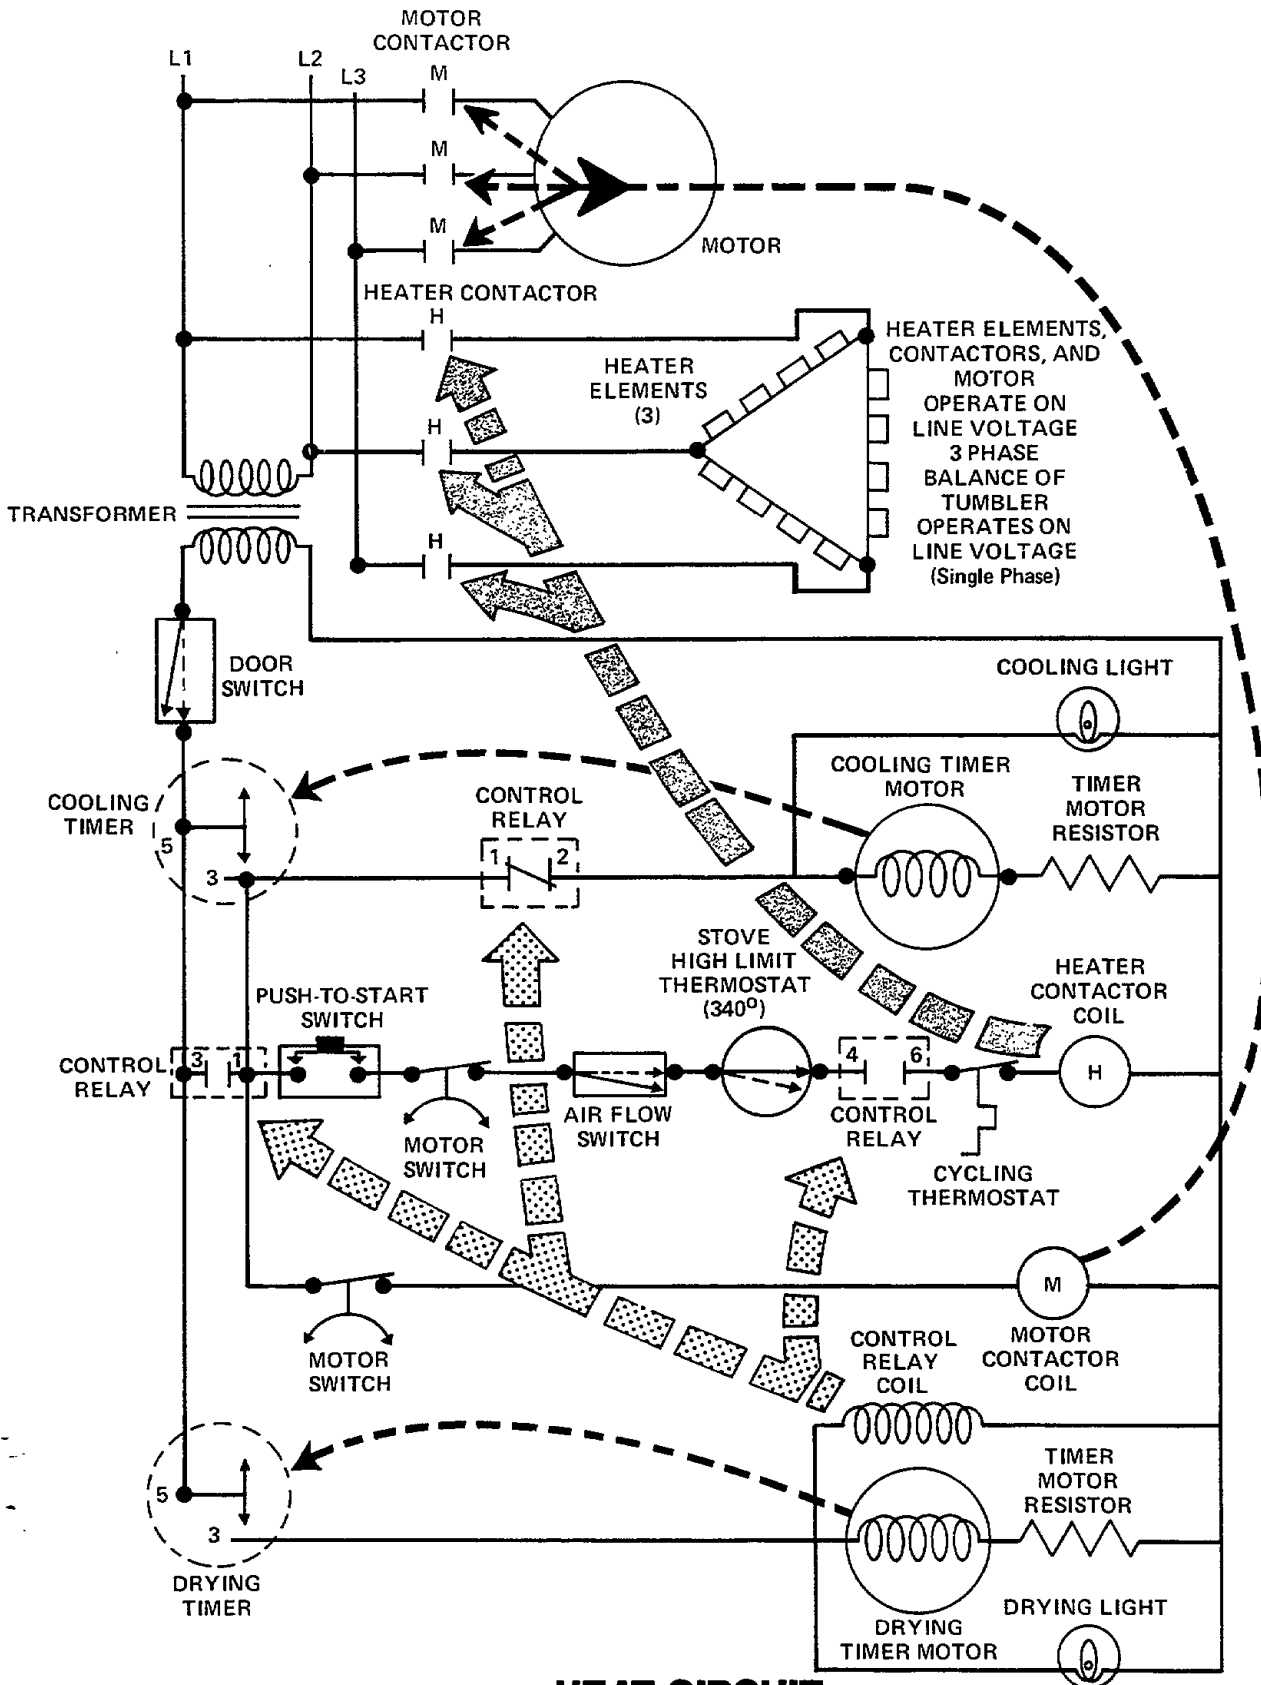 MOTOR
CONTACTOR
L1
L2
L3
M
M
M
MOTOR
HEATER CONTACTOR
H
HEATER
ELEMENTS
(3)
HEATER ELEMENTS,
CONTACTORS, AND
MOTOR
OPERATE ON
LINE VOLTAGE
3 PHASE
BALANCE OF
TUMBLER
OPERATES ON
LINE VOLTAGE
(Single Phase)
H
TRANSFORMER
H
DOOR
SWITCH
COOLING LIGHT
COOLING
TIMER
5
3
CONTROL
RELAY
1
2
COOLING TIMER
MOTOR
TIMER
MOTOR
RESISTOR
STOVE
HIGH LIMIT
THERMOSTAT
(340º)
HEATER
CONTACTOR
COIL
PUSH-TO-START
SWITCH
CONTROL
RELAY
3
1
MOTOR
SWITCH
AIR FLOW
SWITCH
4
6
CONTROL
RELAY
CYCLING
THERMOSTAT
H
MOTOR
SWITCH
M
MOTOR
CONTACTOR
COIL
CONTROL
RELAY
COIL
5
3
DRYING
TIMER
TIMER
MOTOR
RESISTOR
DRYING
TIMER MOTOR
DRYING LIGHT
HEAT CIRCUIT